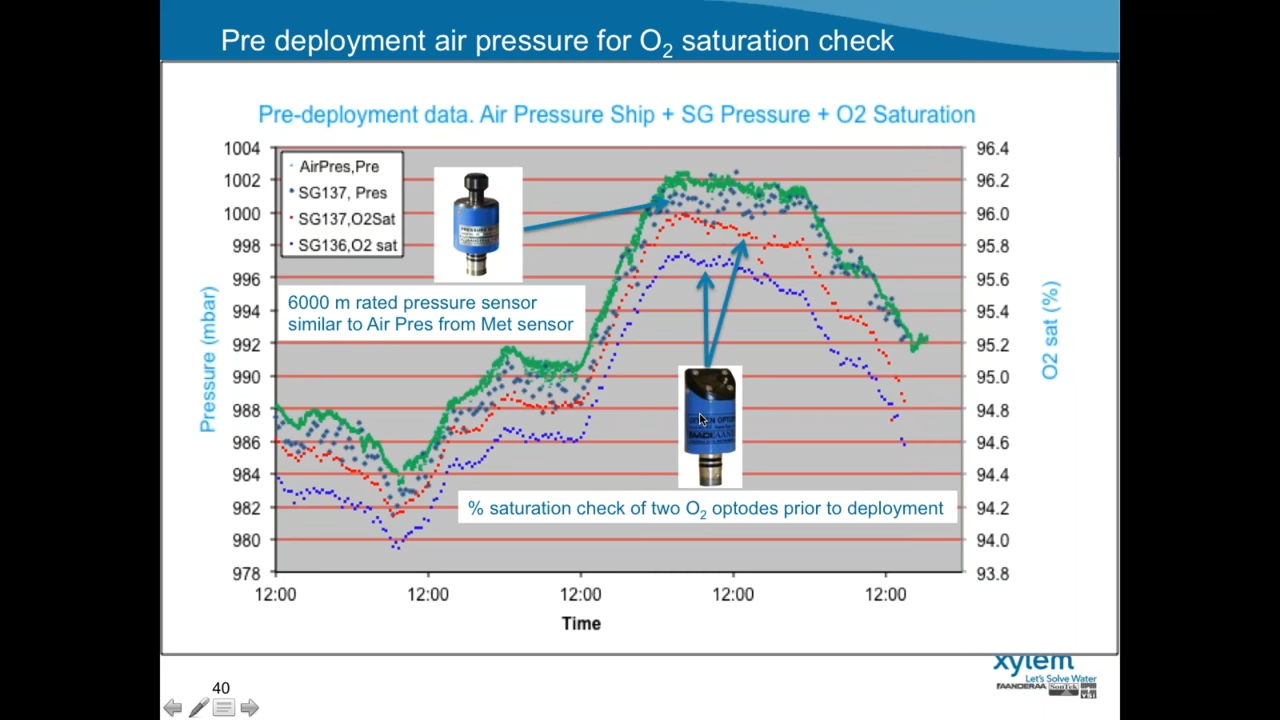 Pre deployment air pressure for O2 saturation check
Pre-deployment data. Air Pressure Ship + SG Pressure + O2 Saturation
1004
1002
1000
998
996
994
992
990
988
986
984
982
980
978
Pressure (mbar)
AirPres,Pre
SG137, Pres
SG137,O2Sat
SG136,O2 sat
6000 m rated pressure sensor
similar to Air Pres from Met sensor
% saturation check of two O2 optodes prior to deployment
96.4
96.2
96.0
95.8
95.6
95.4
95.2
95.0
94.8
94.6
94.4
94.2
94.0
93.8
O2 sat (%)
12:00 12:00 12:00 12:00 12:00
Time
xylem
Let's Solve Water
AANDERAA SonTek
40